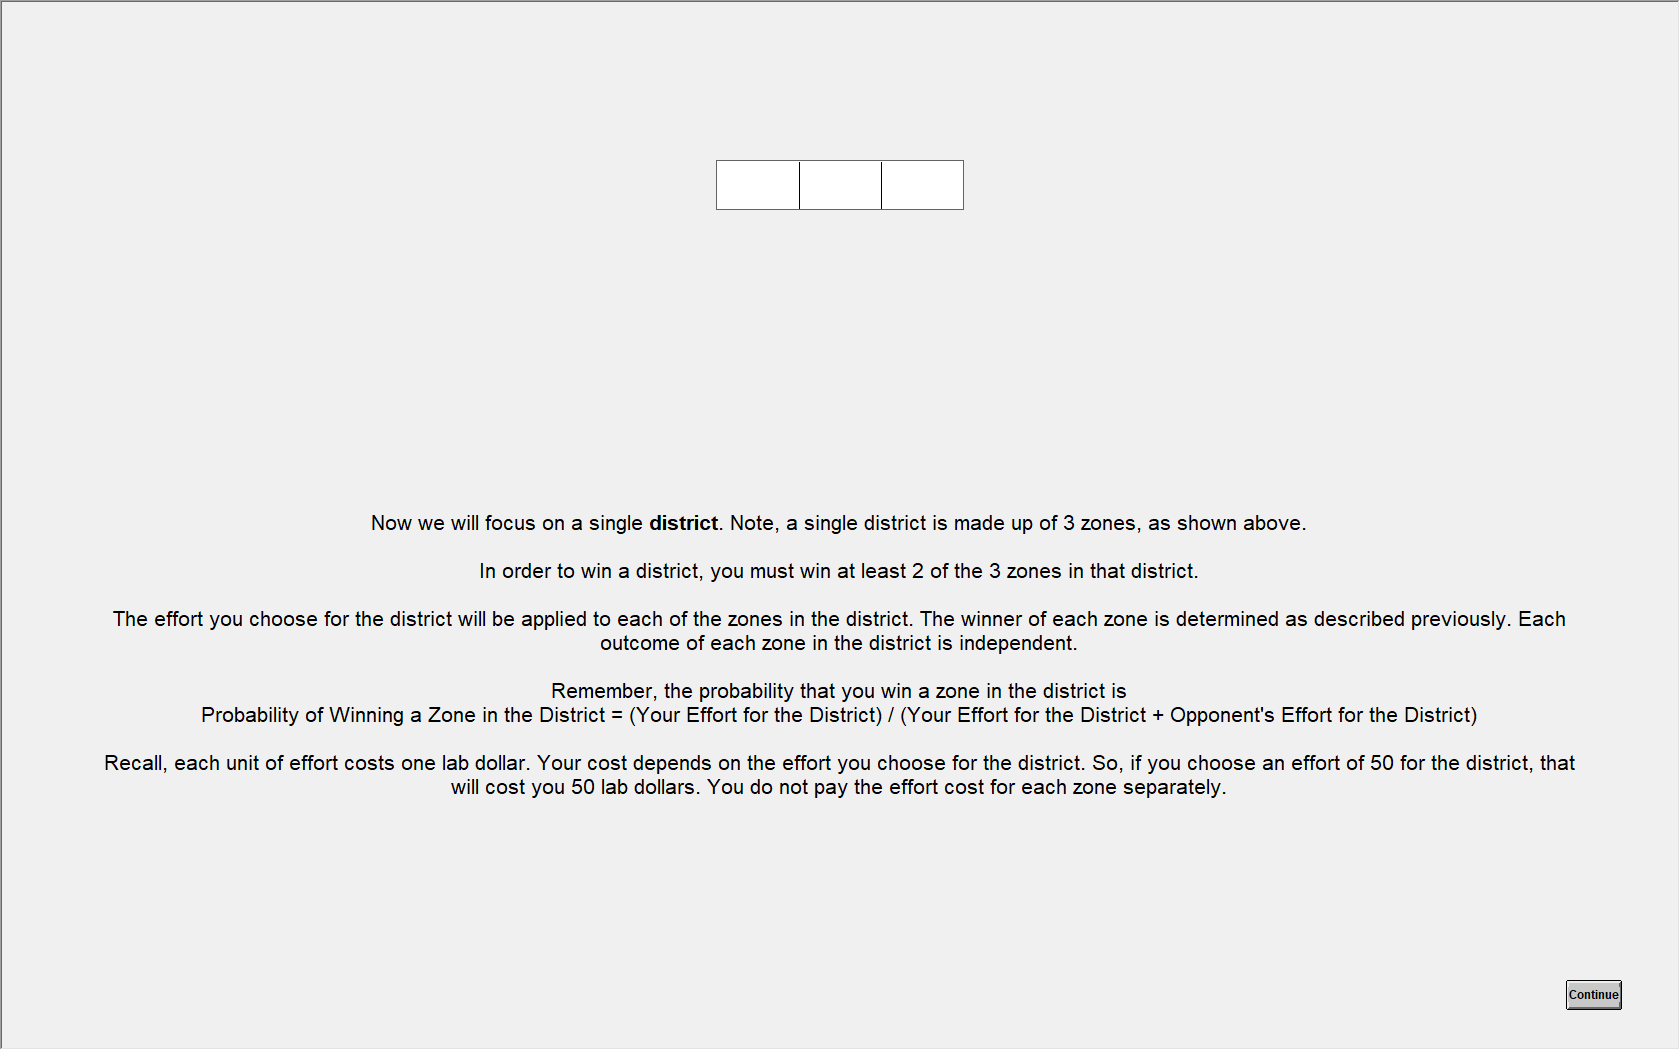 Now we will focus on a single district. Note, a single district is made up of 3 zones, as shown above.
In order to win a district, you must win at least 2 of the 3 zones in that district.
The effort you choose for the district will be applied to each of the zones in the district. The winner of each zone is determined as described previously. Each
outcome of each zone in the district is independent.
Remember, the probability that you win a zone in the district is
Probability of Winning a Zone in the District = (Your Effort for the District) / (Your Effort for the District + Opponent's Effort for the District)
Recall, each unit of effort costs one lab dollar. Your cost depends on the effort you choose for the district. So, if you choose an effort of 50 for the district, that
will cost you 50 lab dollars. You do not pay the effort cost for each zone separately.
Continue